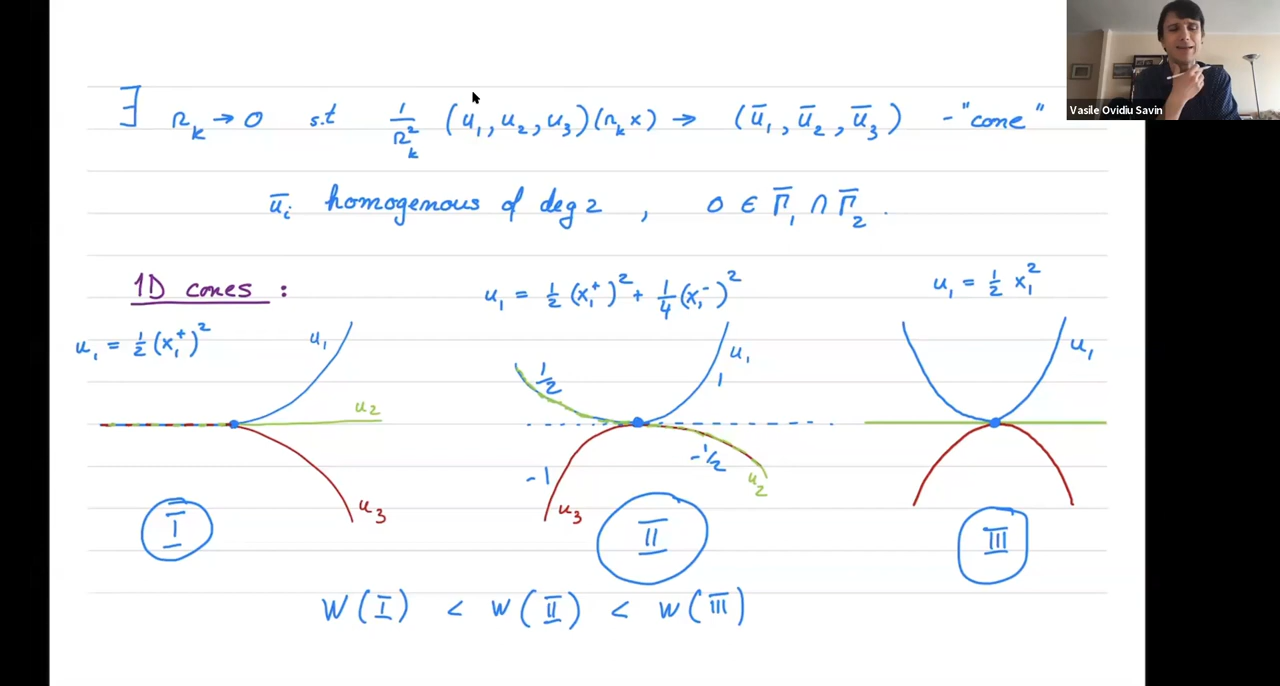 Vasile Ovidiu Savin
∃ r_k → 0 s.t 1/r_k^2 (u_1, u_2, u_3)(r_k x) → (ū_1, ū_2, ū_3) - "cone"
ū_i homogenous of deg 2 , 0 ∈ Γ̄_1 ∩ Γ̄_2 .
1D cones :
u_1 = 1/2 (x_1^+)^2
u_1
u_2
u_3
I
u_1 = 1/2 (x_1^+)^2 + 1/4 (x_1^-)^2
1/2
u_1
1
-1
-1/2
u_2
u_3
II
u_1 = 1/2 x_1^2
u_1
III
W(I) < W(II) < W(III)